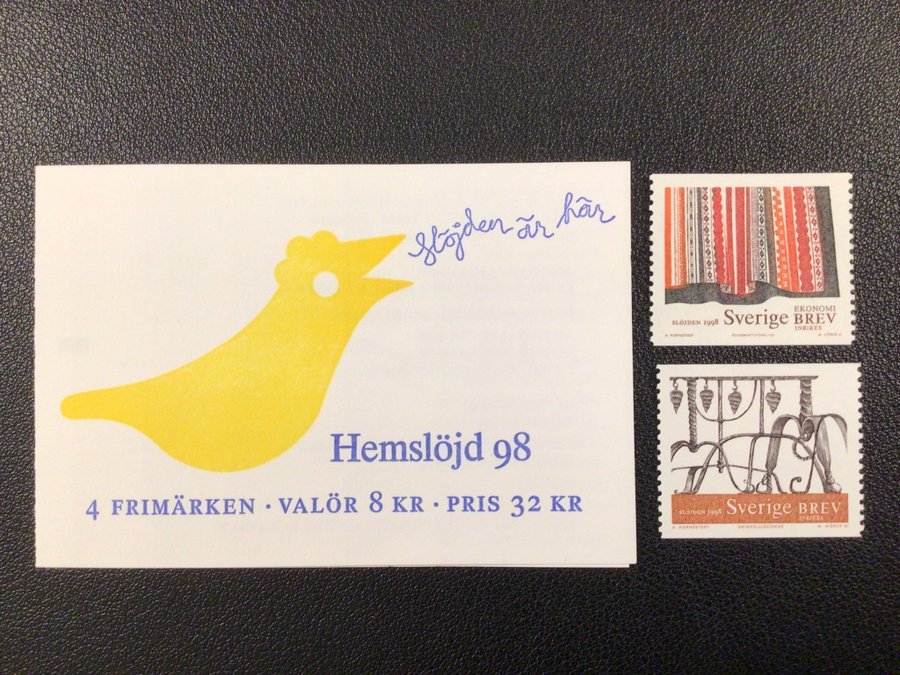 slöjden är här
Hemslöjd 98
4 FRIMÄRKEN · VALÖR 8 KR · PRIS 32 KR
SLÖJDEN 1998 Sverige EKONOMI BREV INRIKES
SLÖJDEN 1998 Sverige BREV
INRIKES